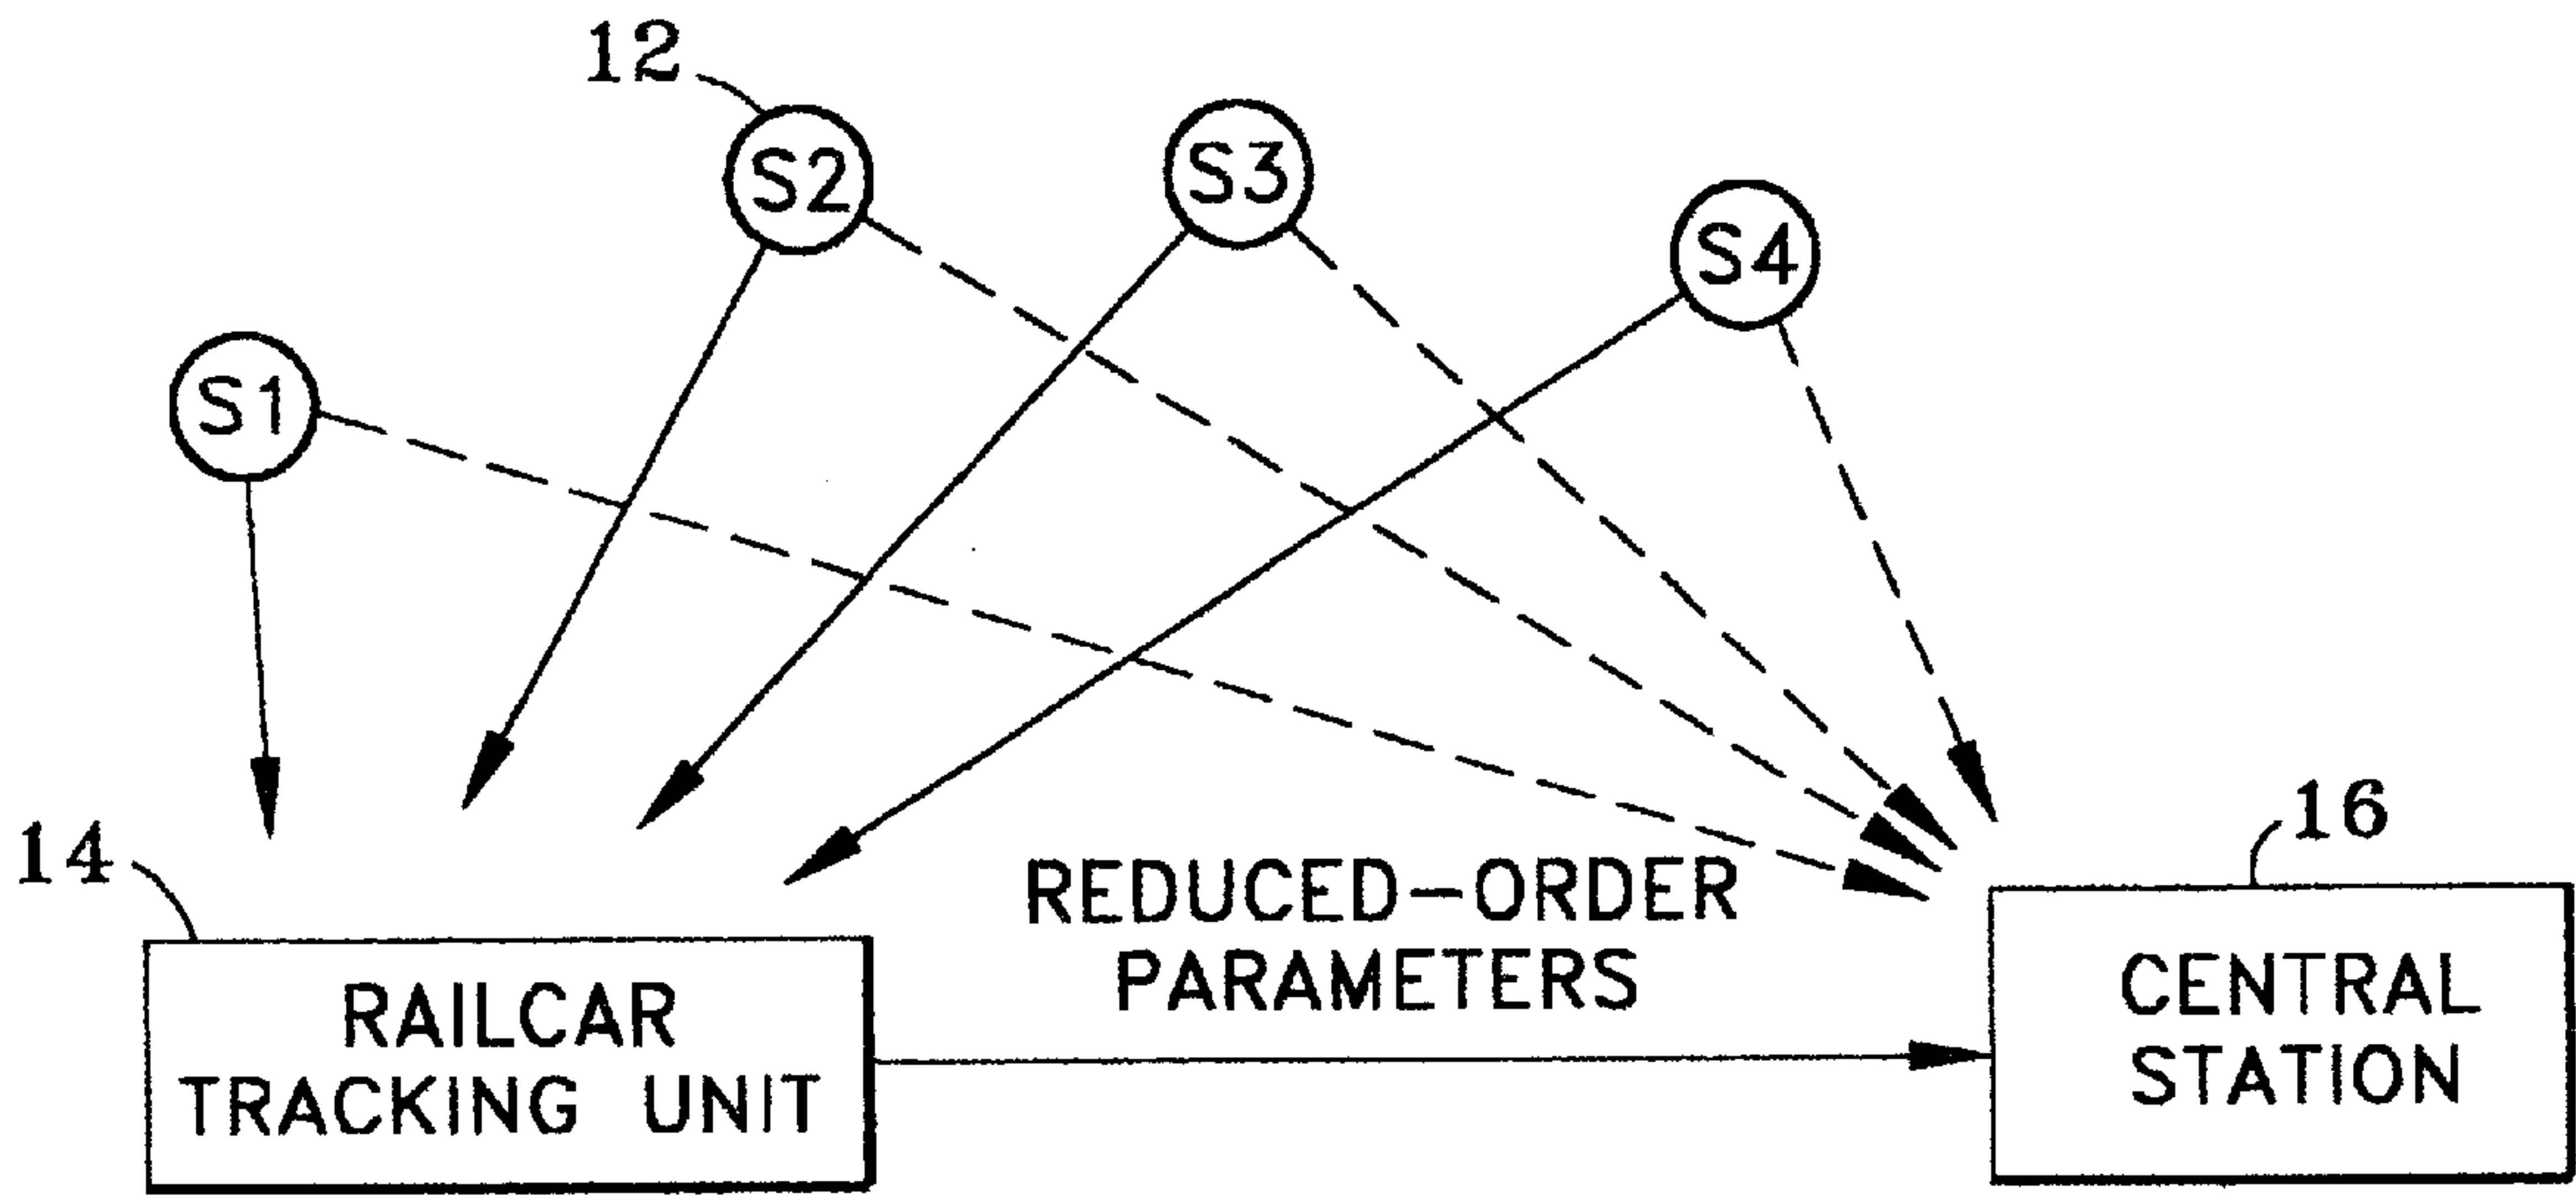 12
S2
S3
S4
S1
14
16
REDUCED-ORDER
PARAMETERS
RAILCAR
TRACKING UNIT
CENTRAL
STATION